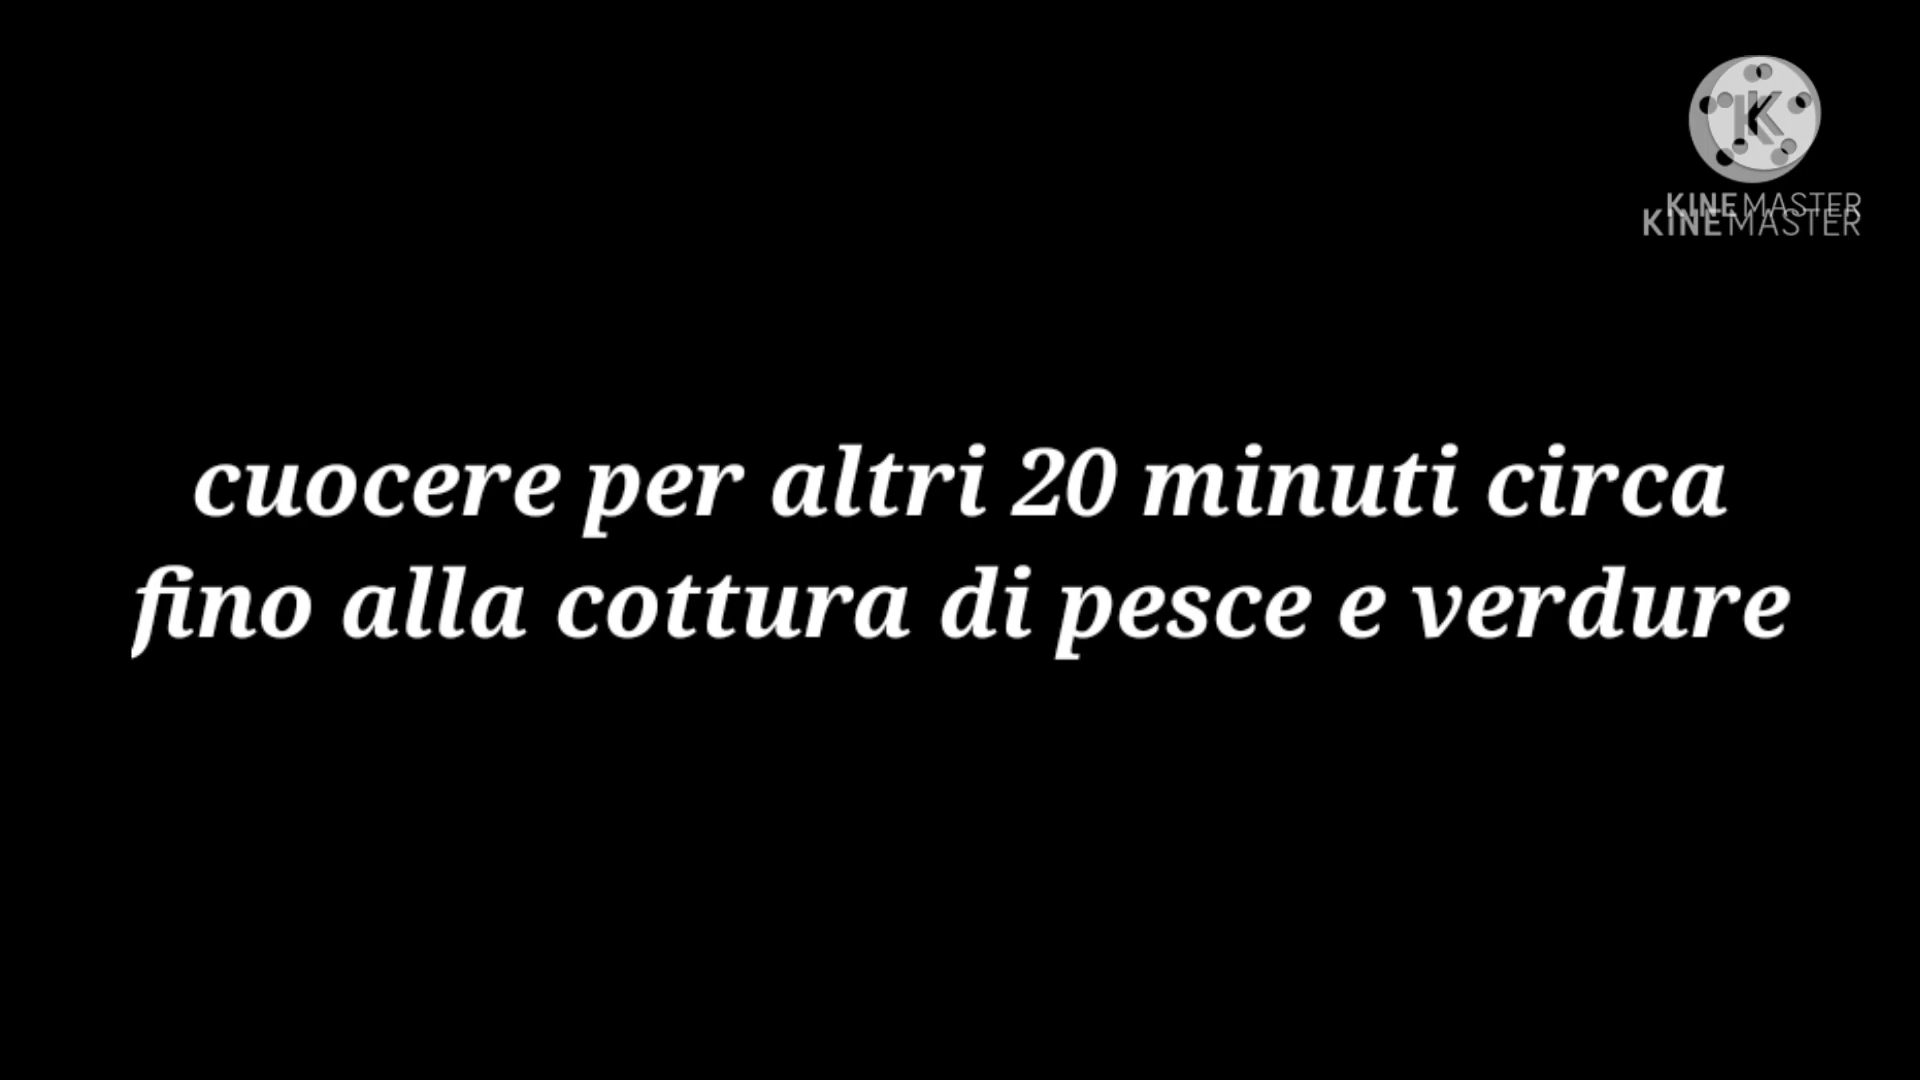 K
KINEMASTER
KINEMASTER
cuocere per altri 20 minuti circa
fino alla cottura di pesce e verdure